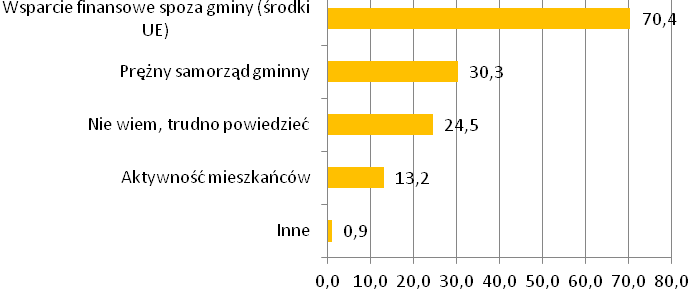 Wsparcie finansowe spoza gminy (środki
UE)
70,4
Prężny samorząd gminny
30,3
Nie wiem, trudno powiedzieć
24,5
Aktywność mieszkańców
13,2
Inne
0,9
0,0 10,0 20,0 30,0 40,0 50,0 60,0 70,0 80,0